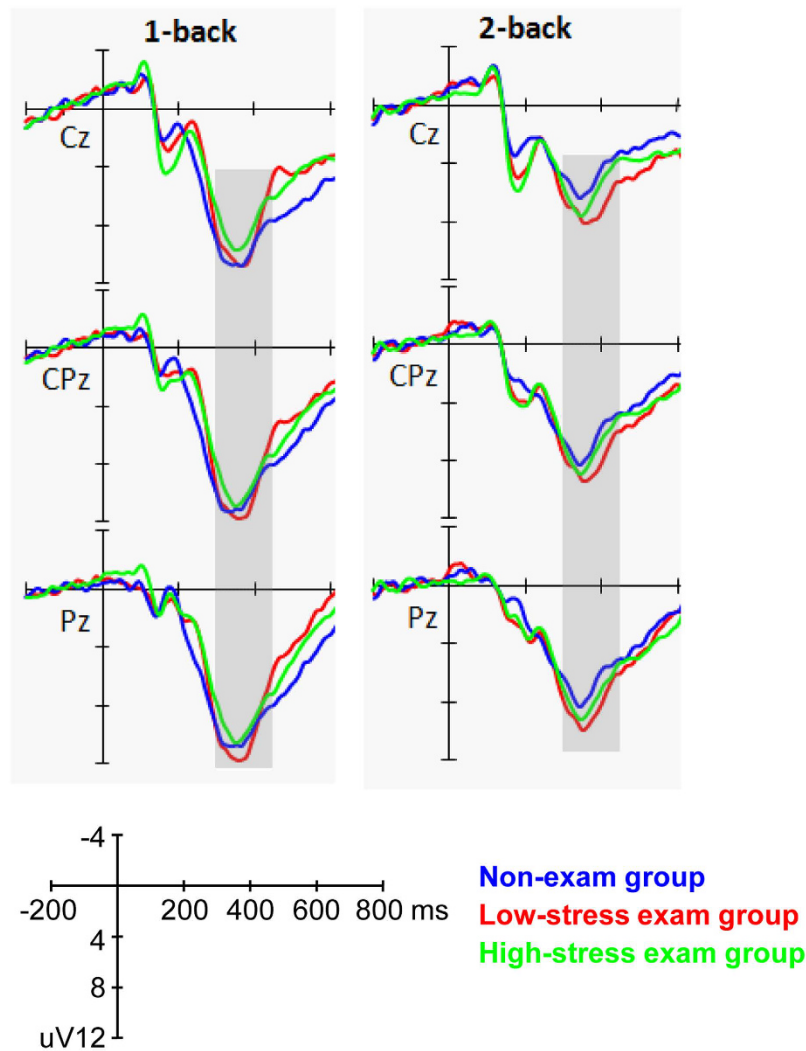 1-back
2-back
Cz
Cz
CPz
CPz
Pz
Pz
-4
-200 200 400 600 800 ms
4
8
uV12
Non-exam group
Low-stress exam group
High-stress exam group